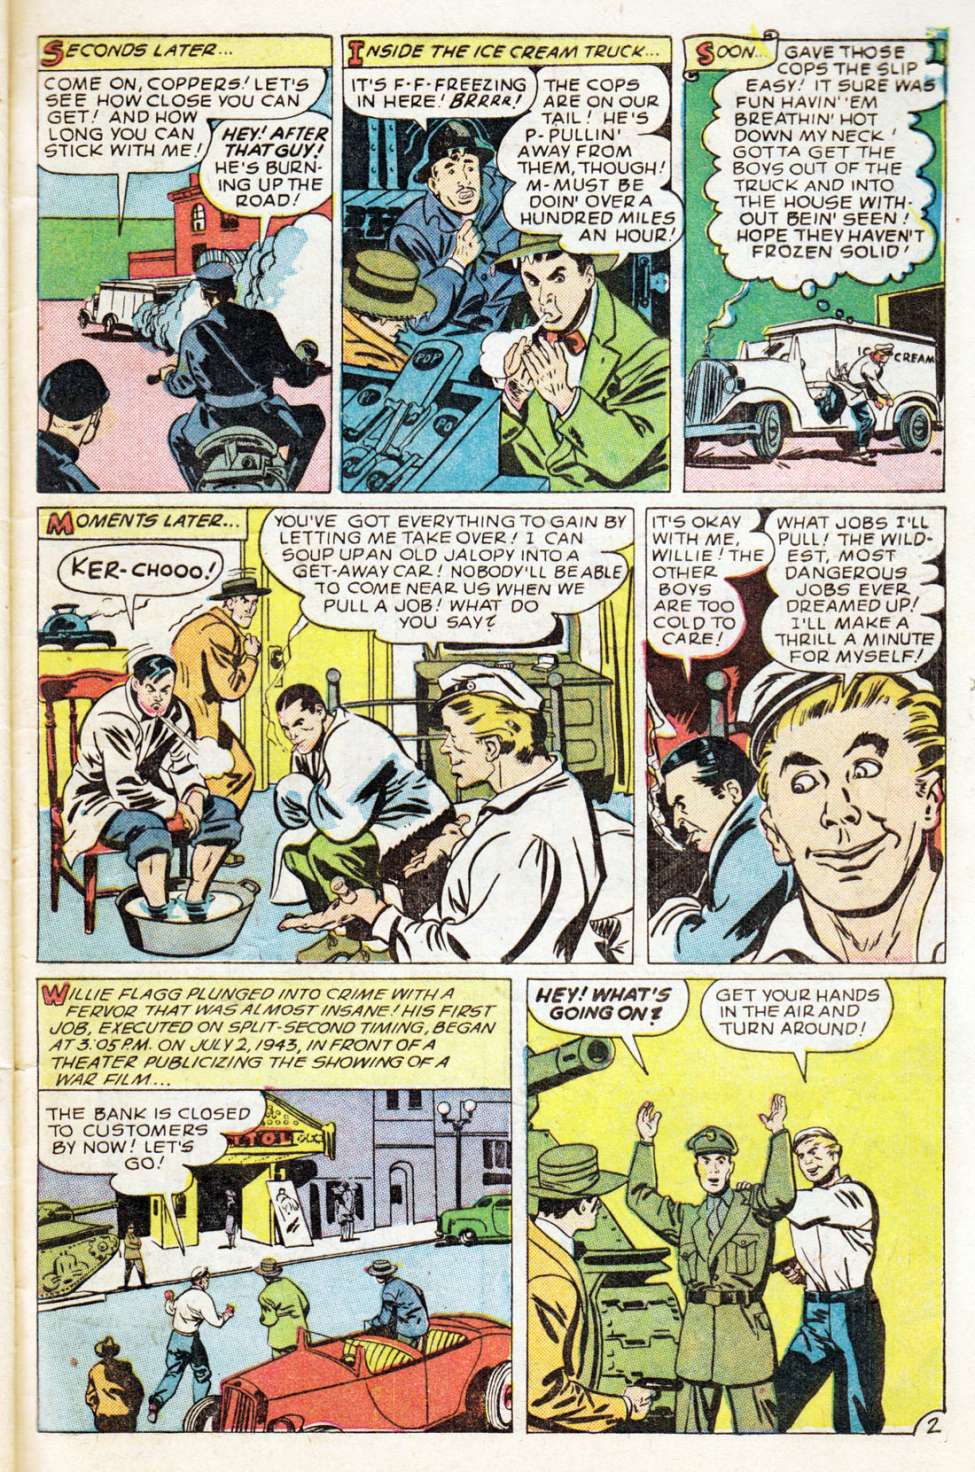 SECONDS LATER...
COME ON, COPPERS! LET'S
SEE HOW CLOSE YOU CAN
GET! AND HOW
LONG YOU CAN
STICK WITH ME!
HEY! AFTER
THAT GUY!
HE'S BURN-
ING UP THE
ROAD!
INSIDE THE ICE CREAM TRUCK...
IT'S F-F-FREEZING
IN HERE! BRRRR!
THE COPS
ARE ON OUR
TAIL! HE'S
P-PULLIN'
AWAY FROM
THEM, THOUGH!
M-MUST BE
DOIN' OVER A
HUNDRED MILES
AN HOUR!
POP
SOON...
GAVE THOSE
COPS THE SLIP
EASY! IT SURE WAS
FUN HAVIN' 'EM
BREATHIN' HOT
DOWN MY NECK!
GOTTA GET THE
BOYS OUT OF THE
TRUCK AND INTO
THE HOUSE WITH-
OUT BEIN' SEEN!
HOPE THEY HAVEN'T
FROZEN SOLID!
CREAM
MOMENTS LATER...
KER-CHOOO!
YOU'VE GOT EVERYTHING TO GAIN BY
LETTING ME TAKE OVER! I CAN
SOUP UP AN OLD JALOPY INTO A
GET-AWAY CAR! NOBODY'LL BE ABLE
TO COME NEAR US WHEN WE
PULL A JOB! WHAT DO
YOU SAY?
IT'S OKAY
WITH ME,
WILLIE! THE
OTHER
BOYS
ARE TOO
COLD TO
CARE!
WHAT JOBS I'LL
PULL! THE WILD-
EST, MOST
DANGEROUS
JOBS EVER
DREAMED UP!
I'LL MAKE A
THRILL A MINUTE
FOR MYSELF!
WILLIE FLAGG PLUNGED INTO CRIME WITH A
FERVOR THAT WAS ALMOST INSANE! HIS FIRST
JOB, EXECUTED ON SPLIT-SECOND TIMING, BEGAN
AT 3:05 P.M. ON JULY 2, 1943, IN FRONT OF A
THEATER PUBLICIZING THE SHOWING OF A
WAR FILM...
THE BANK IS CLOSED
TO CUSTOMERS
BY NOW! LET'S
GO!
HEY! WHAT'S
GOING ON?
GET YOUR HANDS
IN THE AIR AND
TURN AROUND!
2